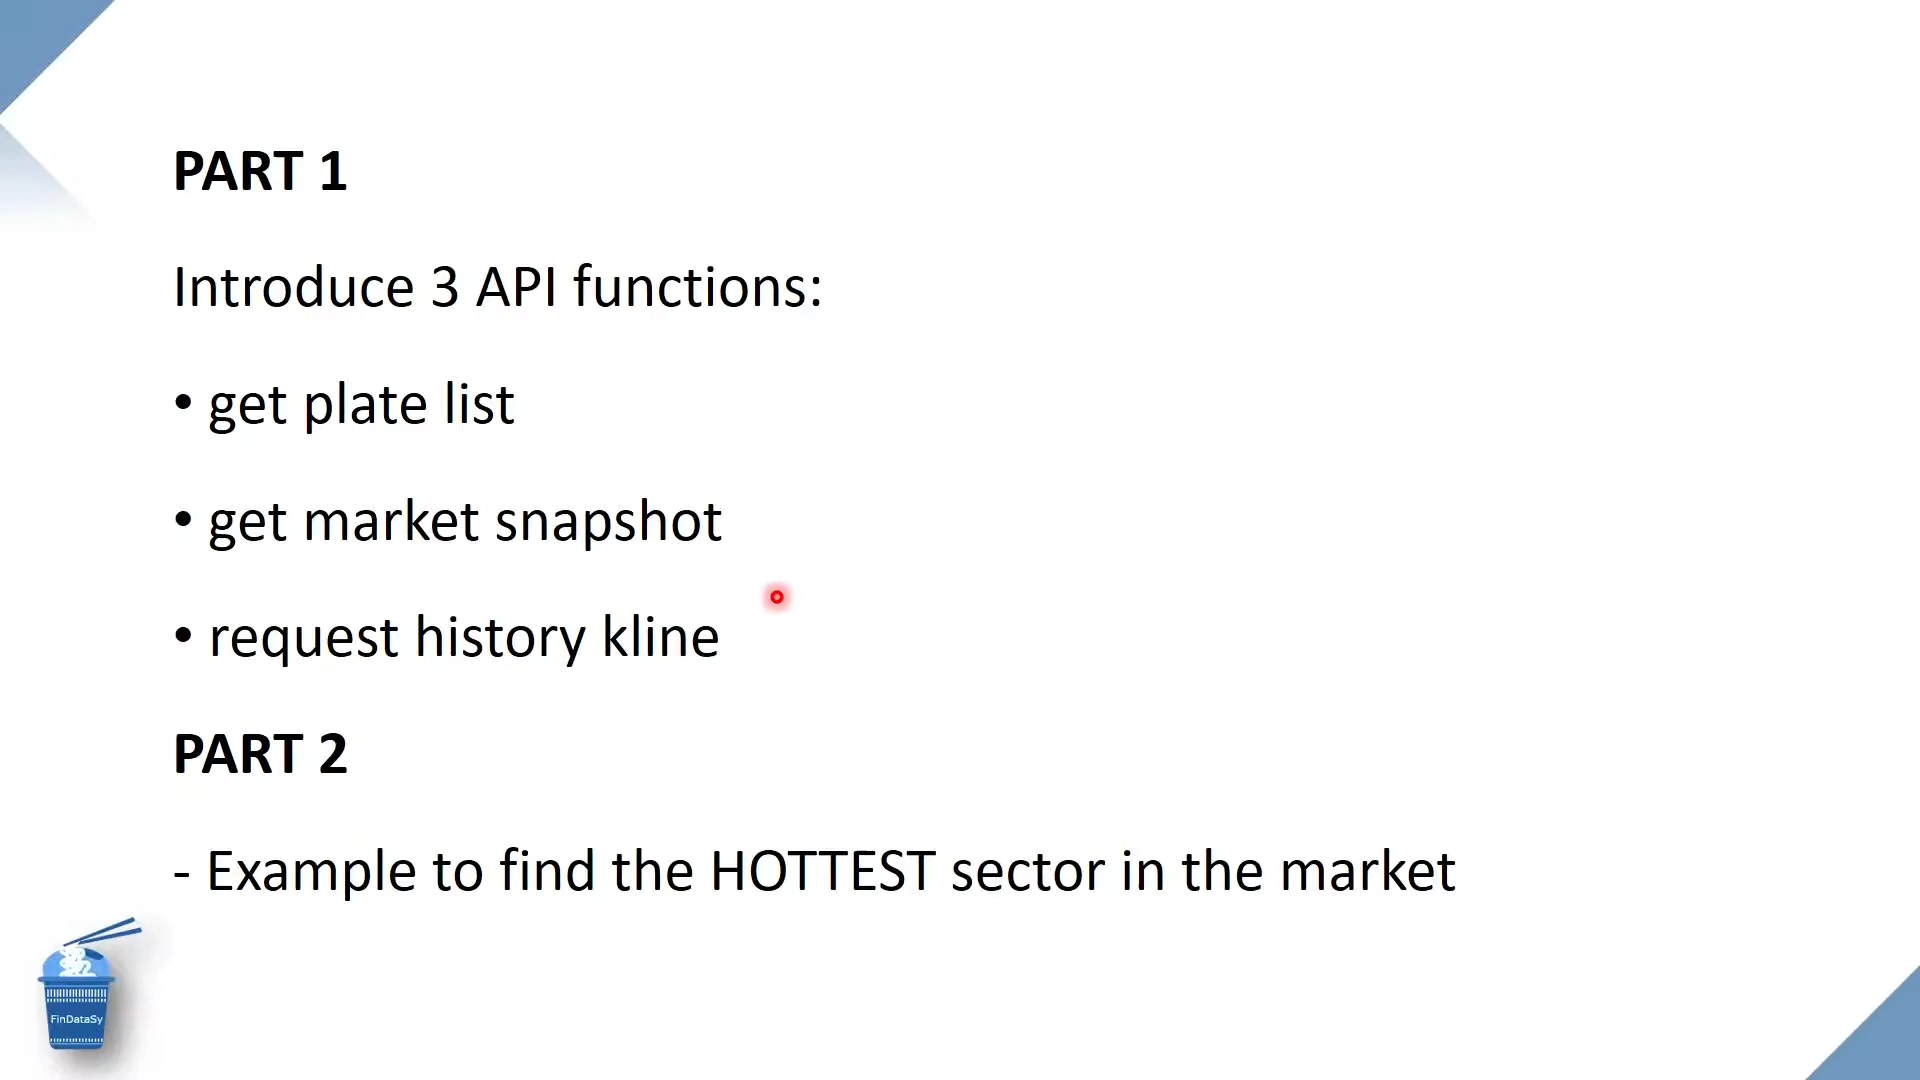 PART 1
Introduce 3 API functions:
• get plate list
• get market snapshot
• request history kline
PART 2
- Example to find the HOTTEST sector in the market
FinDataSy